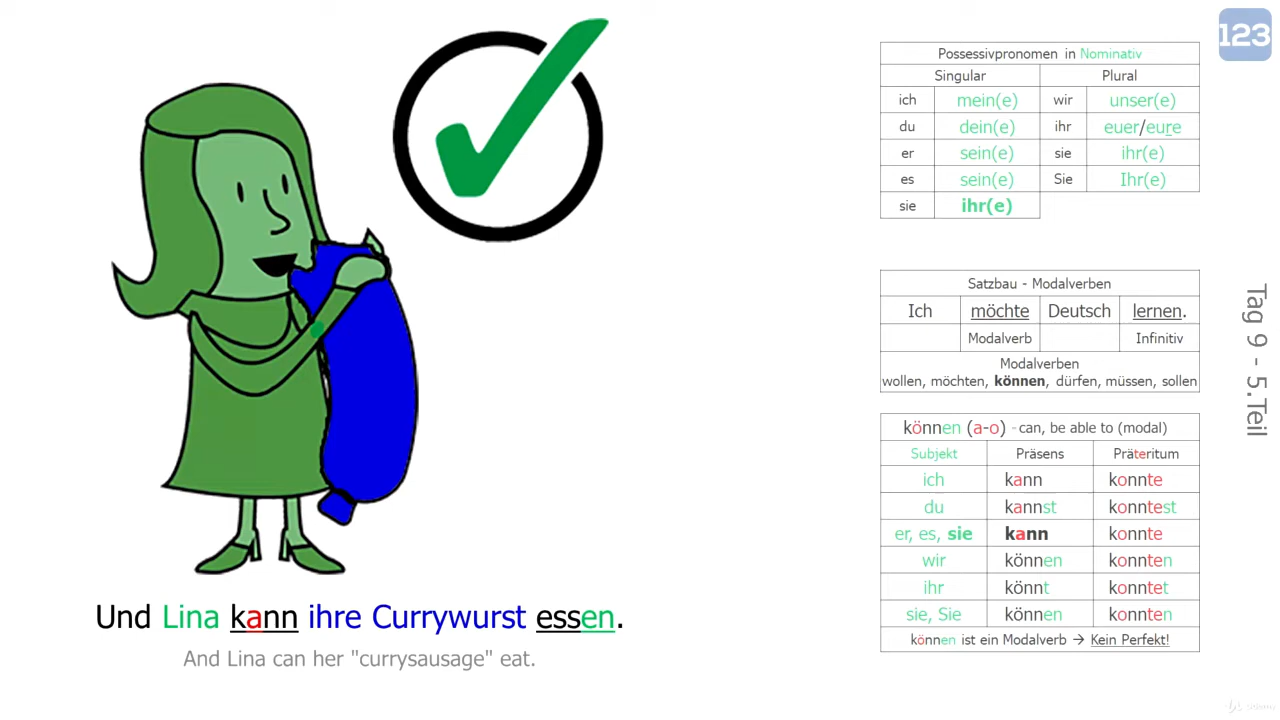 123
Possessivpronomen in Nominativ
Singular Plural
ich mein(e) wir unser(e)
du dein(e) ihr euer/eure
er sein(e) sie ihr(e)
es sein(e) Sie Ihr(e)
sie ihr(e)
Satzbau - Modalverben
Ich möchte Deutsch lernen.
Modalverb Infinitiv
Modalverben
wollen, möchten, können, dürfen, müssen, sollen
können (a-o) - can, be able to (modal)
Subjekt Präsens Präteritum
ich kann konnte
du kannst konntest
er, es, sie kann konnte
wir können konnten
ihr könnt konntet
sie, Sie können konnten
können ist ein Modalverb → Kein Perfekt!
Tag 9 - 5.Teil
Und Lina kann ihre Currywurst essen.
And Lina can her "currysausage" eat.